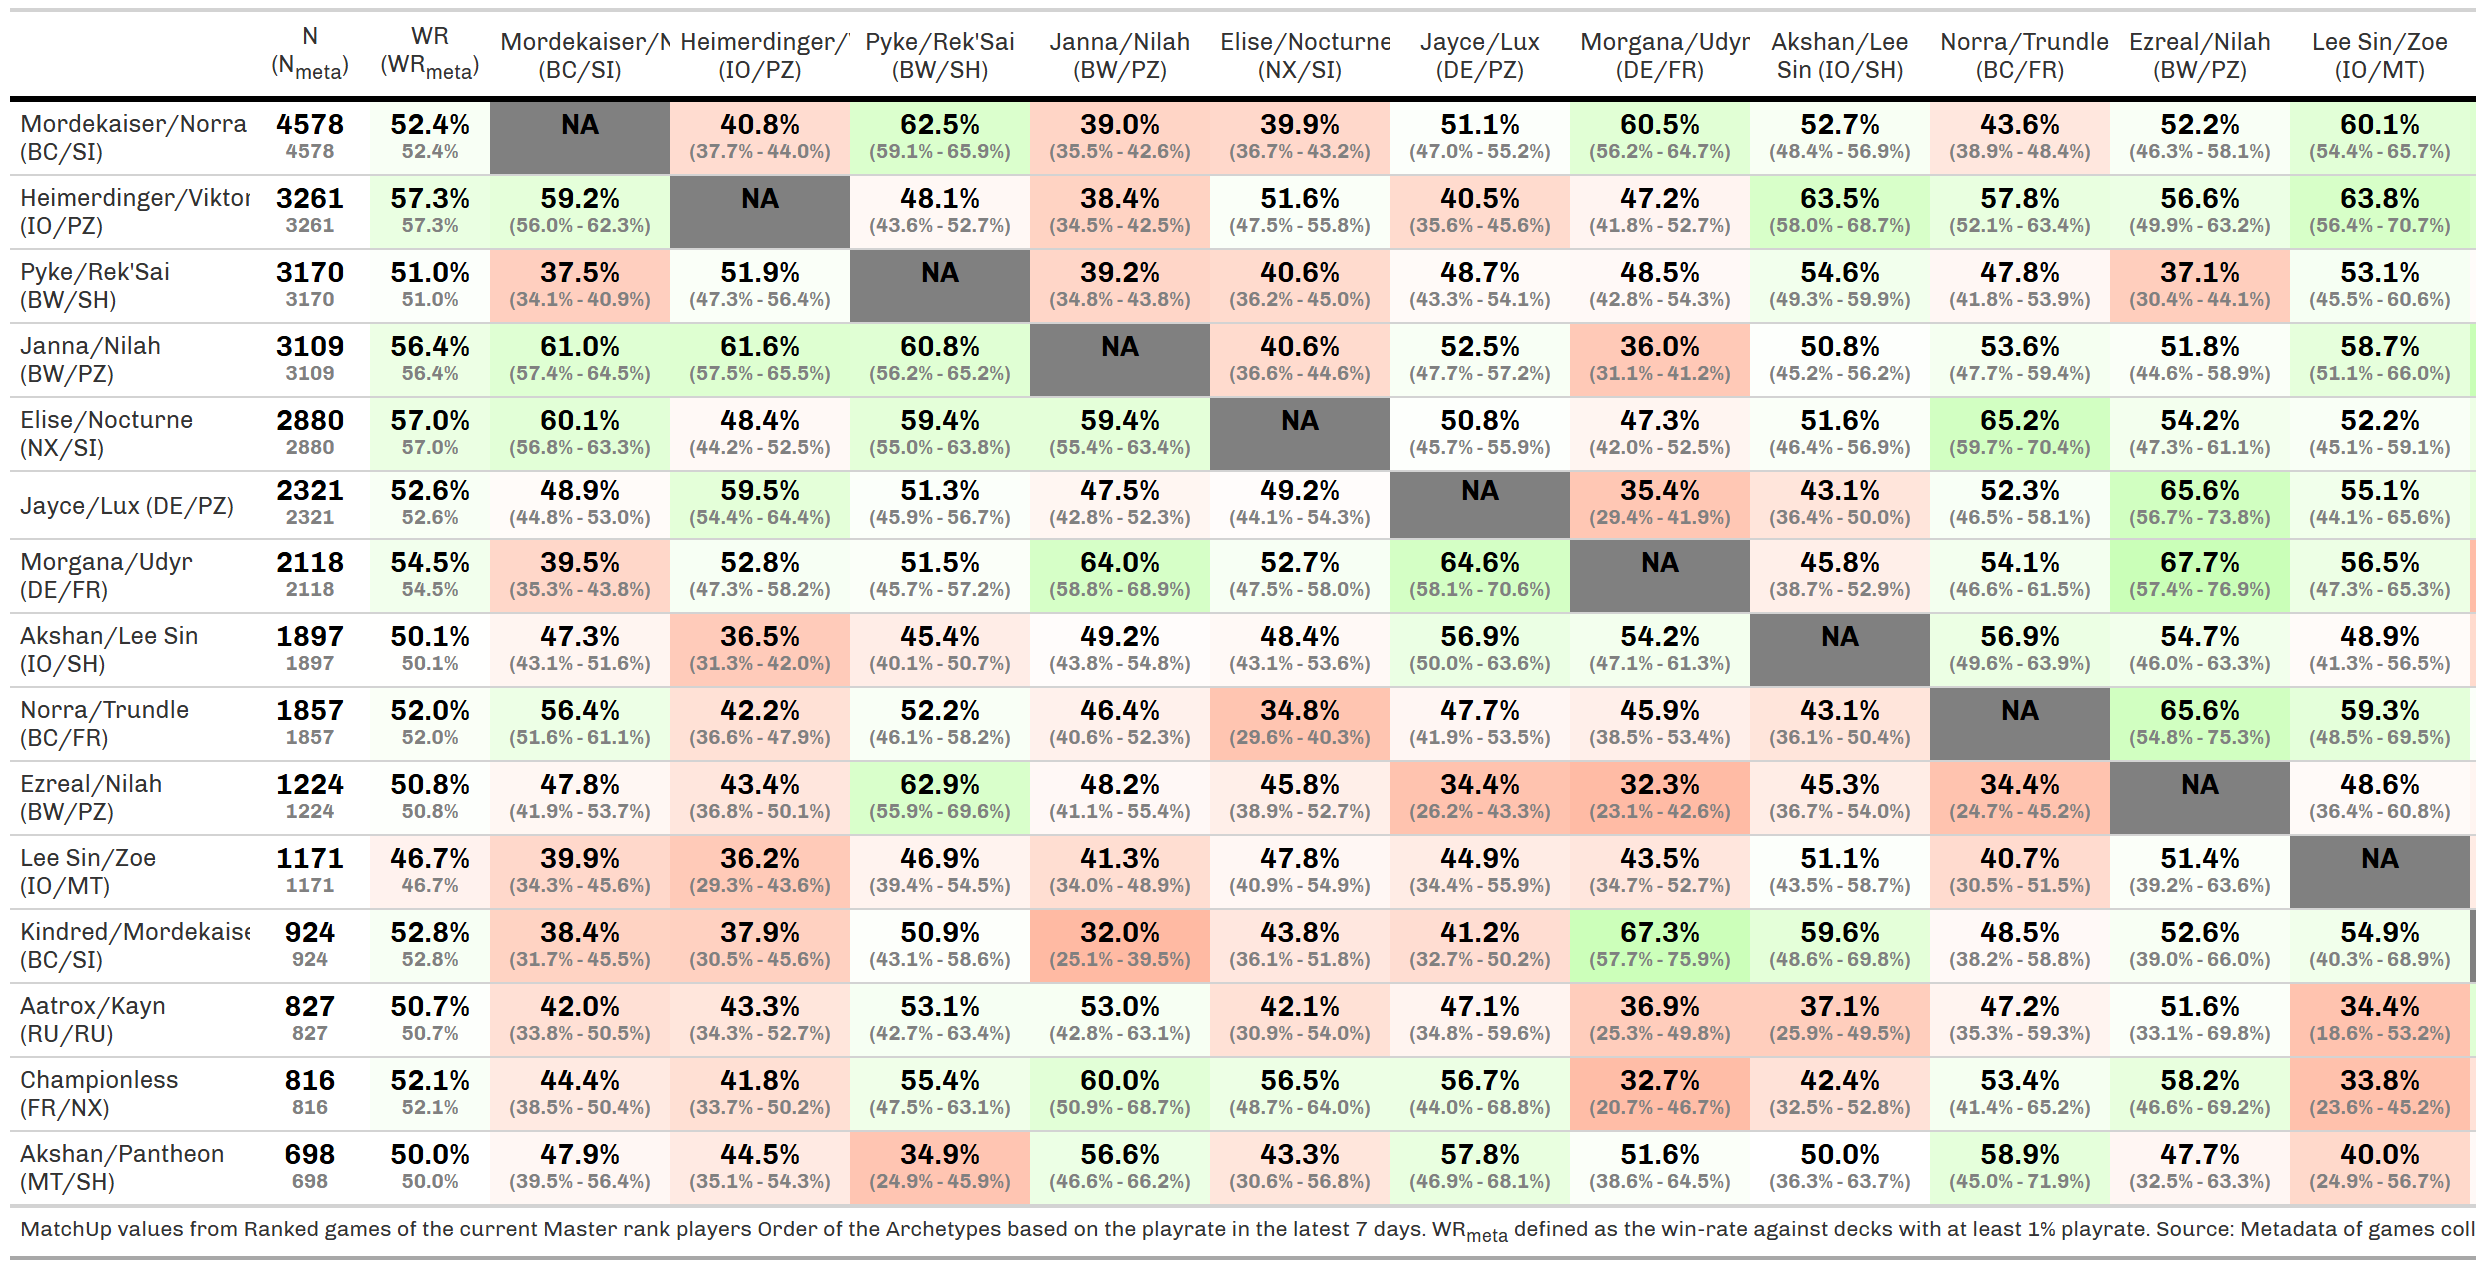 N WR Mordekaiser/N Heimerdinger/ Pyke/Rek'Sai Janna/Nilah Elise/Nocturne Jayce/Lux Morgana/Udyr Akshan/Lee Norra/Trundle Ezreal/Nilah Lee Sin/Zoe
(Nmeta) (WRmeta) (BC/SI) (IO/PZ) (BW/SH) (BW/PZ) (NX/SI) (DE/PZ) (DE/FR) Sin (IO/SH) (BC/FR) (BW/PZ) (IO/MT)
Mordekaiser/Norra 4578 52.4% NA 40.8% 62.5% 39.0% 39.9% 51.1% 60.5% 52.7% 43.6% 52.2% 60.1%
(BC/SI) 4578 52.4% (37.7% - 44.0%) (59.1% - 65.9%) (35.5% - 42.6%) (36.7% - 43.2%) (47.0% - 55.2%) (56.2% - 64.7%) (48.4% - 56.9%) (38.9% - 48.4%) (46.3% - 58.1%) (54.4% - 65.7%)
Heimerdinger/Viktor 3261 57.3% 59.2% NA 48.1% 38.4% 51.6% 40.5% 47.2% 63.5% 57.8% 56.6% 63.8%
(IO/PZ) 3261 57.3% (56.0% - 62.3%) (43.6% - 52.7%) (34.5% - 42.5%) (47.5% - 55.8%) (35.6% - 45.6%) (41.8% - 52.7%) (58.0% - 68.7%) (52.1% - 63.4%) (49.9% - 63.2%) (56.4% - 70.7%)
Pyke/Rek'Sai 3170 51.0% 37.5% 51.9% NA 39.2% 40.6% 48.7% 48.5% 54.6% 47.8% 37.1% 53.1%
(BW/SH) 3170 51.0% (34.1% - 40.9%) (47.3% - 56.4%) (34.8% - 43.8%) (36.2% - 45.0%) (43.3% - 54.1%) (42.8% - 54.3%) (49.3% - 59.9%) (41.8% - 53.9%) (30.4% - 44.1%) (45.5% - 60.6%)
Janna/Nilah 3109 56.4% 61.0% 61.6% 60.8% NA 40.6% 52.5% 36.0% 50.8% 53.6% 51.8% 58.7%
(BW/PZ) 3109 56.4% (57.4% - 64.5%) (57.5% - 65.5%) (56.2% - 65.2%) (36.6% - 44.6%) (47.7% - 57.2%) (31.1% - 41.2%) (45.2% - 56.2%) (47.7% - 59.4%) (44.6% - 58.9%) (51.1% - 66.0%)
Elise/Nocturne 2880 57.0% 60.1% 48.4% 59.4% 59.4% NA 50.8% 47.3% 51.6% 65.2% 54.2% 52.2%
(NX/SI) 2880 57.0% (56.8% - 63.3%) (44.2% - 52.5%) (55.0% - 63.8%) (55.4% - 63.4%) (45.7% - 55.9%) (42.0% - 52.5%) (46.4% - 56.9%) (59.7% - 70.4%) (47.3% - 61.1%) (45.1% - 59.1%)
Jayce/Lux (DE/PZ) 2321 52.6% 48.9% 59.5% 51.3% 47.5% 49.2% NA 35.4% 43.1% 52.3% 65.6% 55.1%
2321 52.6% (44.8% - 53.0%) (54.4% - 64.4%) (45.9% - 56.7%) (42.8% - 52.3%) (44.1% - 54.3%) (29.4% - 41.9%) (36.4% - 50.0%) (46.5% - 58.1%) (56.7% - 73.8%) (44.1% - 65.6%)
Morgana/Udyr 2118 54.5% 39.5% 52.8% 51.5% 64.0% 52.7% 64.6% NA 45.8% 54.1% 67.7% 56.5%
(DE/FR) 2118 54.5% (35.3% - 43.8%) (47.3% - 58.2%) (45.7% - 57.2%) (58.8% - 68.9%) (47.5% - 58.0%) (58.1% - 70.6%) (38.7% - 52.9%) (46.6% - 61.5%) (57.4% - 76.9%) (47.3% - 65.3%)
Akshan/Lee Sin 1897 50.1% 47.3% 36.5% 45.4% 49.2% 48.4% 56.9% 54.2% NA 56.9% 54.7% 48.9%
(IO/SH) 1897 50.1% (43.1% - 51.6%) (31.3% - 42.0%) (40.1% - 50.7%) (43.8% - 54.8%) (43.1% - 53.6%) (50.0% - 63.6%) (47.1% - 61.3%) (49.6% - 63.9%) (46.0% - 63.3%) (41.3% - 56.5%)
Norra/Trundle 1857 52.0% 56.4% 42.2% 52.2% 46.4% 34.8% 47.7% 45.9% 43.1% NA 65.6% 59.3%
(BC/FR) 1857 52.0% (51.6% - 61.1%) (36.6% - 47.9%) (46.1% - 58.2%) (40.6% - 52.3%) (29.6% - 40.3%) (41.9% - 53.5%) (38.5% - 53.4%) (36.1% - 50.4%) (54.8% - 75.3%) (48.5% - 69.5%)
Ezreal/Nilah 1224 50.8% 47.8% 43.4% 62.9% 48.2% 45.8% 34.4% 32.3% 45.3% 34.4% NA 48.6%
(BW/PZ) 1224 50.8% (41.9% - 53.7%) (36.8% - 50.1%) (55.9% - 69.6%) (41.1% - 55.4%) (38.9% - 52.7%) (26.2% - 43.3%) (23.1% - 42.6%) (36.7% - 54.0%) (24.7% - 45.2%) (36.4% - 60.8%)
Lee Sin/Zoe 1171 46.7% 39.9% 36.2% 46.9% 41.3% 47.8% 44.9% 43.5% 51.1% 40.7% 51.4% NA
(IO/MT) 1171 46.7% (34.3% - 45.6%) (29.3% - 43.6%) (39.4% - 54.5%) (34.0% - 48.9%) (40.9% - 54.9%) (34.4% - 55.9%) (34.7% - 52.7%) (43.5% - 58.7%) (30.5% - 51.5%) (39.2% - 63.6%)
Kindred/Mordekaise 924 52.8% 38.4% 37.9% 50.9% 32.0% 43.8% 41.2% 67.3% 59.6% 48.5% 52.6% 54.9%
(BC/SI) 924 52.8% (31.7% - 45.5%) (30.5% - 45.6%) (43.1% - 58.6%) (25.1% - 39.5%) (36.1% - 51.8%) (32.7% - 50.2%) (57.7% - 75.9%) (48.6% - 69.8%) (38.2% - 58.8%) (39.0% - 66.0%) (40.3% - 68.9%)
Aatrox/Kayn 827 50.7% 42.0% 43.3% 53.1% 53.0% 42.1% 47.1% 36.9% 37.1% 47.2% 51.6% 34.4%
(RU/RU) 827 50.7% (33.8% - 50.5%) (34.3% - 52.7%) (42.7% - 63.4%) (42.8% - 63.1%) (30.9% - 54.0%) (34.8% - 59.6%) (25.3% - 49.8%) (25.9% - 49.5%) (35.3% - 59.3%) (33.1% - 69.8%) (18.6% - 53.2%)
Championless 816 52.1% 44.4% 41.8% 55.4% 60.0% 56.5% 56.7% 32.7% 42.4% 53.4% 58.2% 33.8%
(FR/NX) 816 52.1% (38.5% - 50.4%) (33.7% - 50.2%) (47.5% - 63.1%) (50.9% - 68.7%) (48.7% - 64.0%) (44.0% - 68.8%) (20.7% - 46.7%) (32.5% - 52.8%) (41.4% - 65.2%) (46.6% - 69.2%) (23.6% - 45.2%)
Akshan/Pantheon 698 50.0% 47.9% 44.5% 34.9% 56.6% 43.3% 57.8% 51.6% 50.0% 58.9% 47.7% 40.0%
(MT/SH) 698 50.0% (39.5% - 56.4%) (35.1% - 54.3%) (24.9% - 45.9%) (46.6% - 66.2%) (30.6% - 56.8%) (46.9% - 68.1%) (38.6% - 64.5%) (36.3% - 63.7%) (45.0% - 71.9%) (32.5% - 63.3%) (24.9% - 56.7%)
MatchUp values from Ranked games of the current Master rank players Order of the Archetypes based on the playrate in the latest 7 days. WRmeta defined as the win-rate against decks with at least 1% playrate. Source: Metadata of games coll